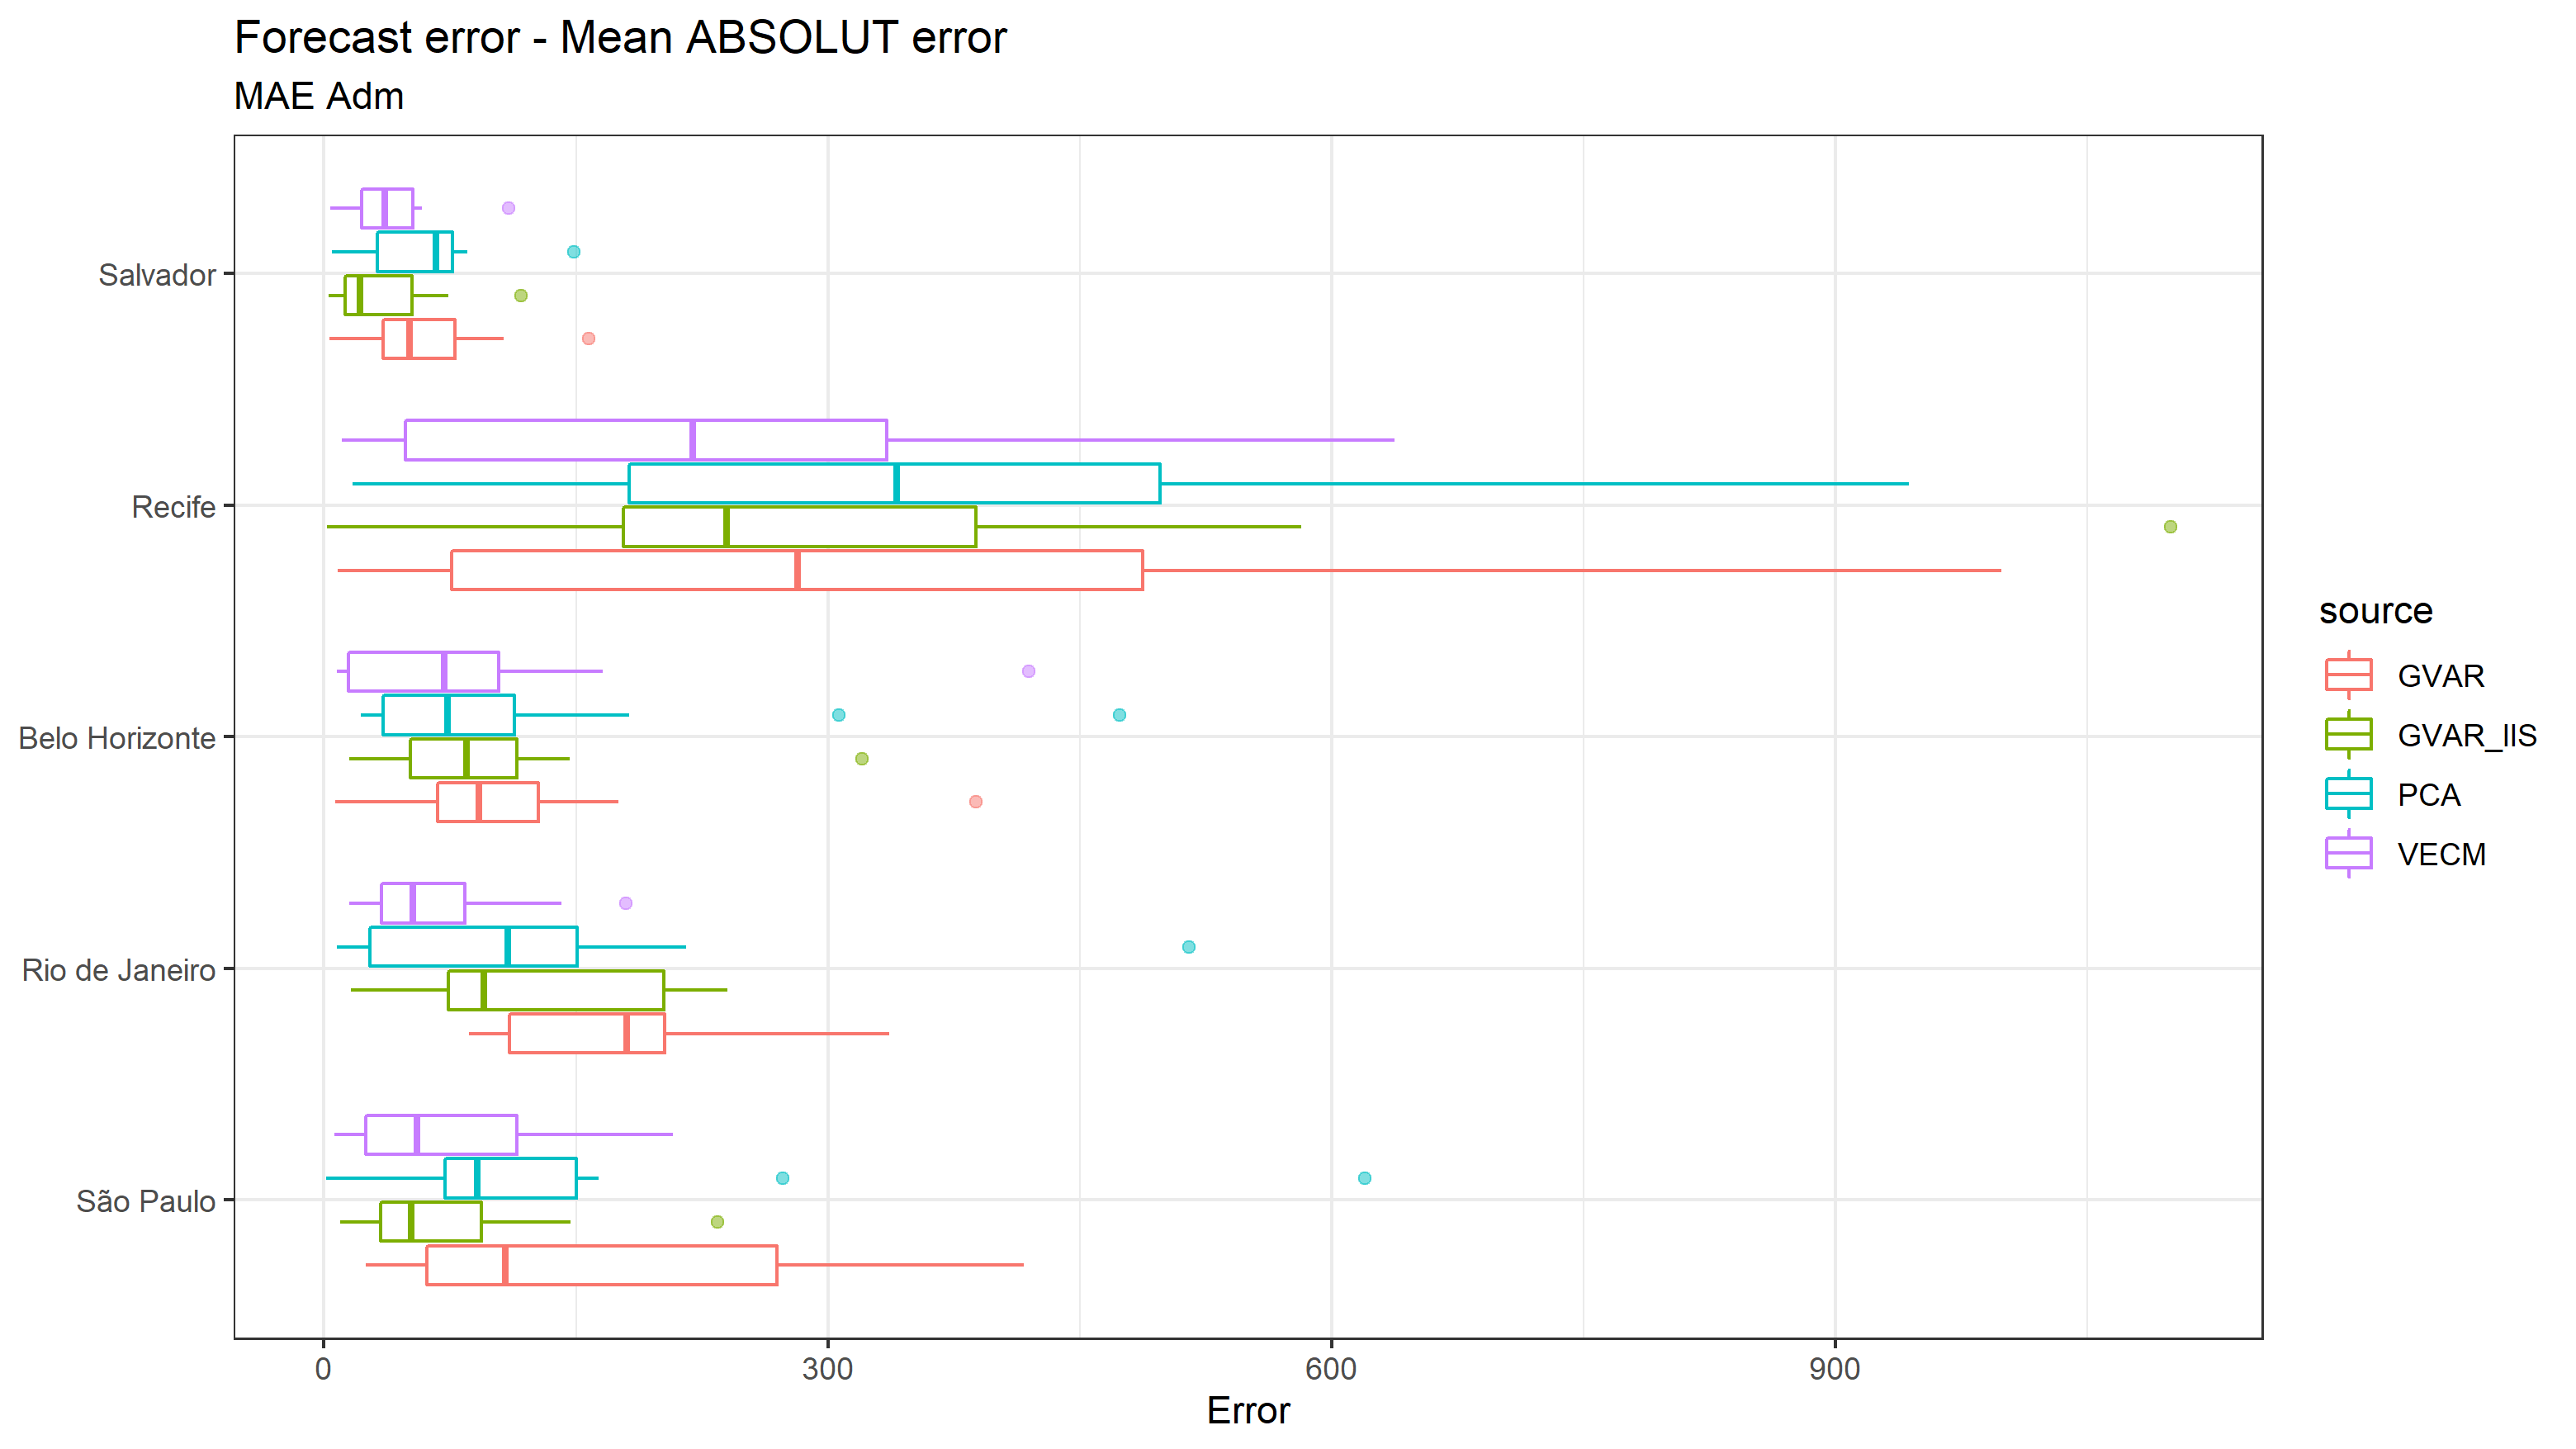 Forecast error - Mean ABSOLUT error
MAE Adm
Salvador
Recife
Belo Horizonte
Rio de Janeiro
São Paulo
0 300 600 900
Error
source
GVAR
GVAR_IIS
PCA
VECM